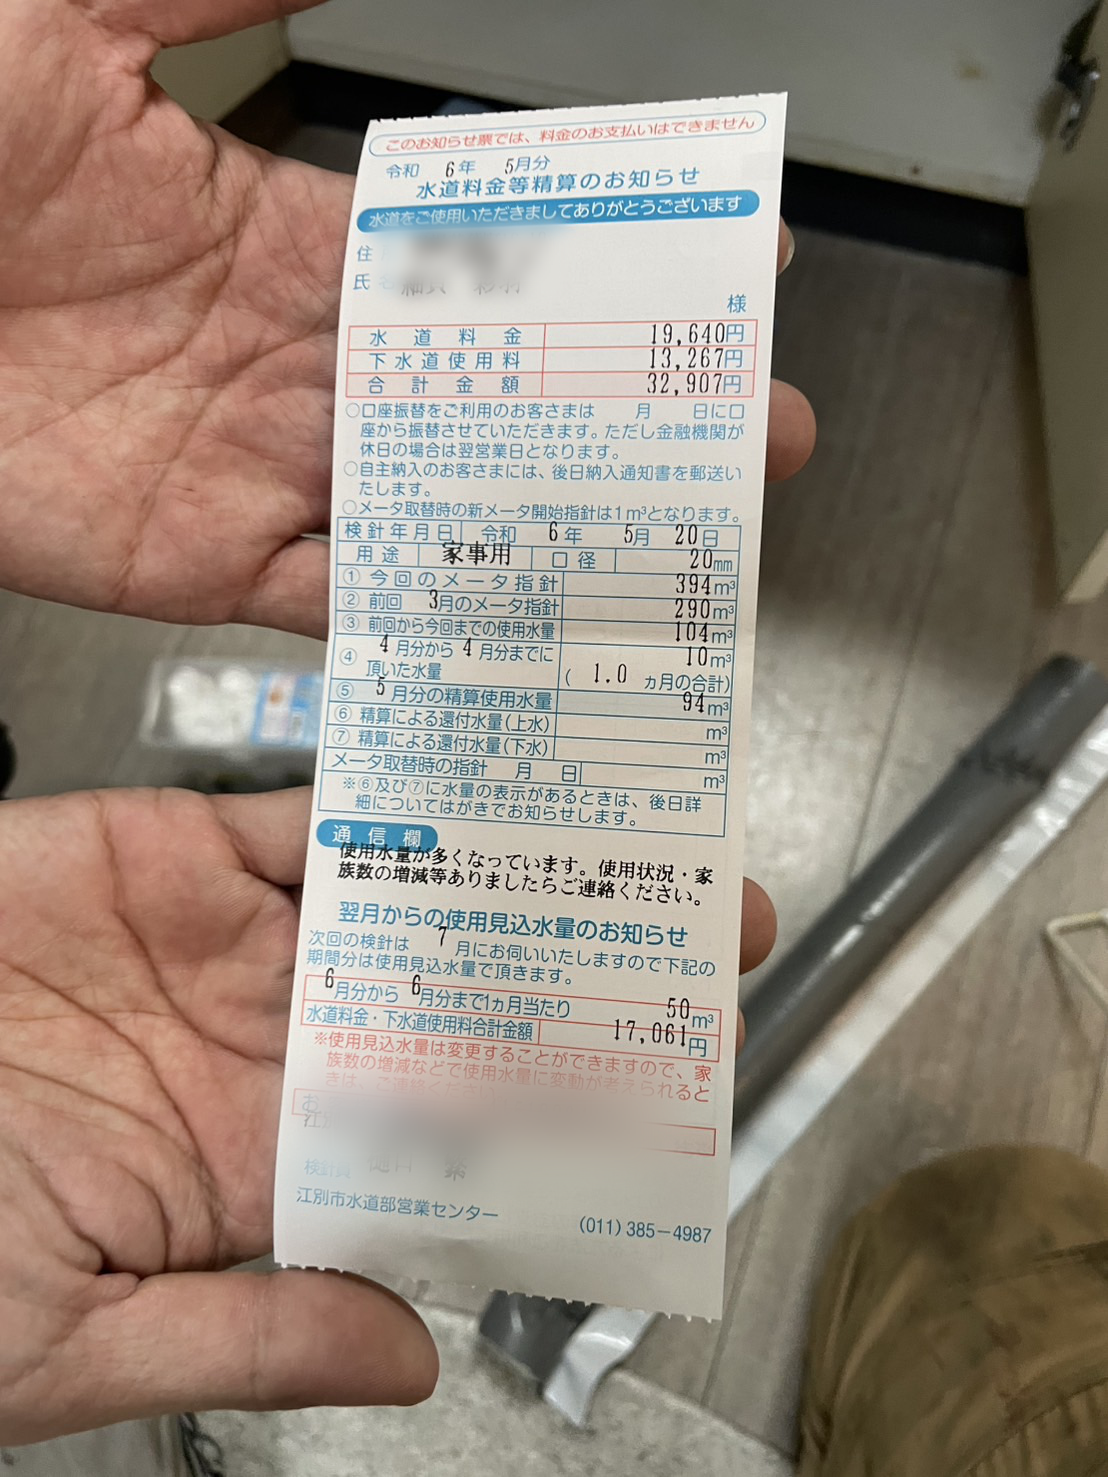 このお知らせ票では、料金のお支払いはできません
令和 6年 5月分
水道料金等精算のお知らせ
水道をご使用いただきましてありがとうございます
住
氏
様
水道料金 19,640円
下水道使用料 13,267円
合計金額 32,907円
○口座振替をご利用のお客さまは 月 日に口
座から振替させていただきます。ただし金融機関が
休日の場合は翌営業日となります。
○自主納入のお客さまには、後日納入通知書を郵送い
たします。
○メータ取替時の新メータ開始指針は1m³となります。
検針年月日 令和 6年 5月 20日
用途 家事用 口径 20mm
①今回のメータ指針 394m³
②前回 3月のメータ指針 290m³
③前回から今回までの使用水量 104m³
④ 4月分から4月分までに 10m³
頂いた水量 ( 1.0 ヵ月の合計)
⑤ 5月分の精算使用水量 94m³
⑥精算による還付水量(上水) m³
⑦精算による還付水量(下水) m³
メータ取替時の指針 月 日 m³
※⑥及び⑦に水量の表示があるときは、後日詳
細についてはがきでお知らせします。
通信欄
使用水量が多くなっています。使用状況・家
族数の増減等ありましたらご連絡ください。
翌月からの使用見込水量のお知らせ
次回の検針は 7月にお伺いいたしますので下記の
期間分は使用見込水量で頂きます。
6月分から 6月分まで1ヵ月当たり 50m³
水道料金・下水道使用料合計金額 17,061円
※使用見込水量は変更することができますので、家
族数の増減などで使用水量に変動が考えられると
きは、ご連絡ください
お
検針員
江別市水道部営業センター
(011)385-4987